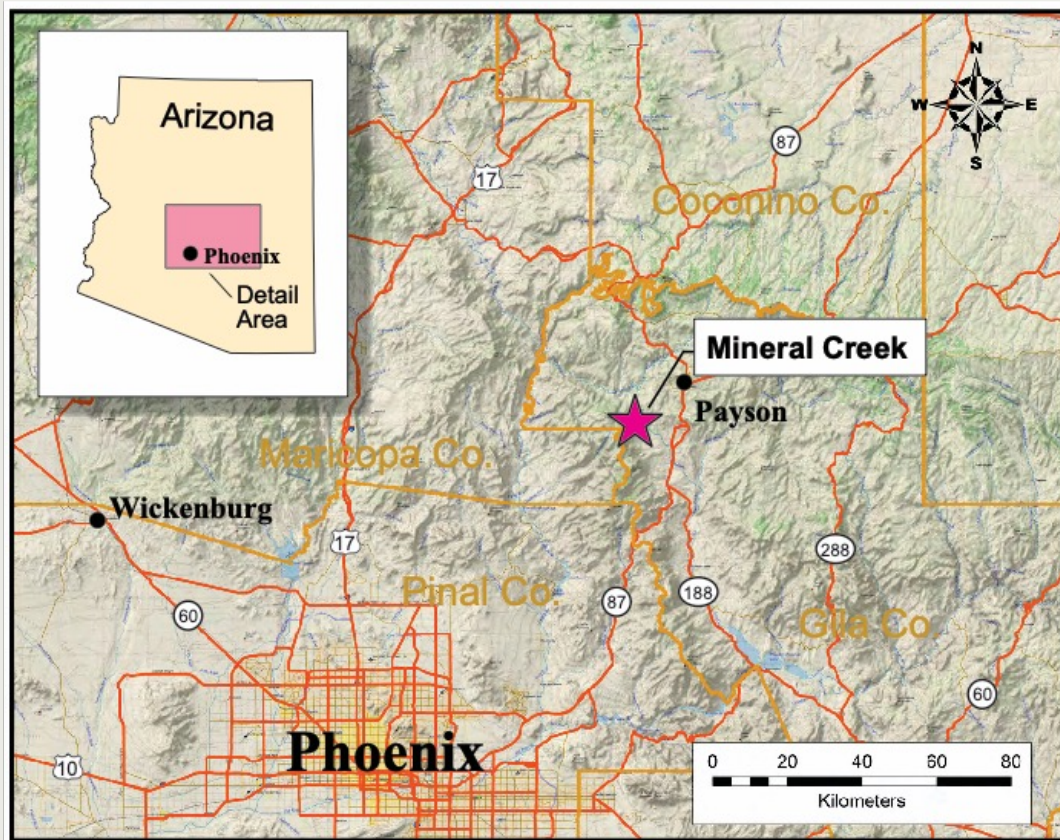 Arizona
Phoenix
Detail
Area
N
W
E
S
87
17
Coconino Co.
Mineral Creek
Payson
Maricopa Co.
Wickenburg
17
288
Pinal Co.
60
87
188
Gila Co
60
Phoenix
10
0
20
40
60
80
Kilometers